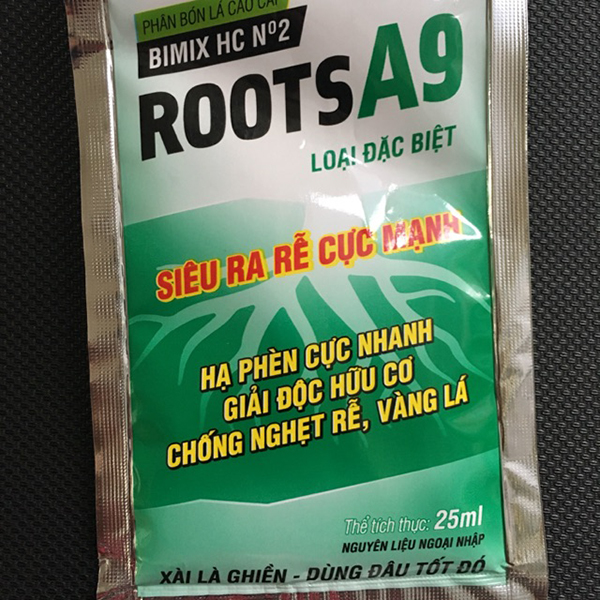 PHÂN BÓN LÁ CAO CẤP
BIMIX HC Nº2
ROOTS A9
LOẠI ĐẶC BIỆT
SIÊU RA RỄ CỰC MẠNH
HẠ PHÈN CỰC NHANH
GIẢI ĐỘC HỮU CƠ
CHỐNG NGHẸT RỄ, VÀNG LÁ
Thể tích thực: 25ml
NGUYÊN LIỆU NGOẠI NHẬP
XÀI LÀ GHIỀN - DÙNG ĐÂU TỐT ĐÓ